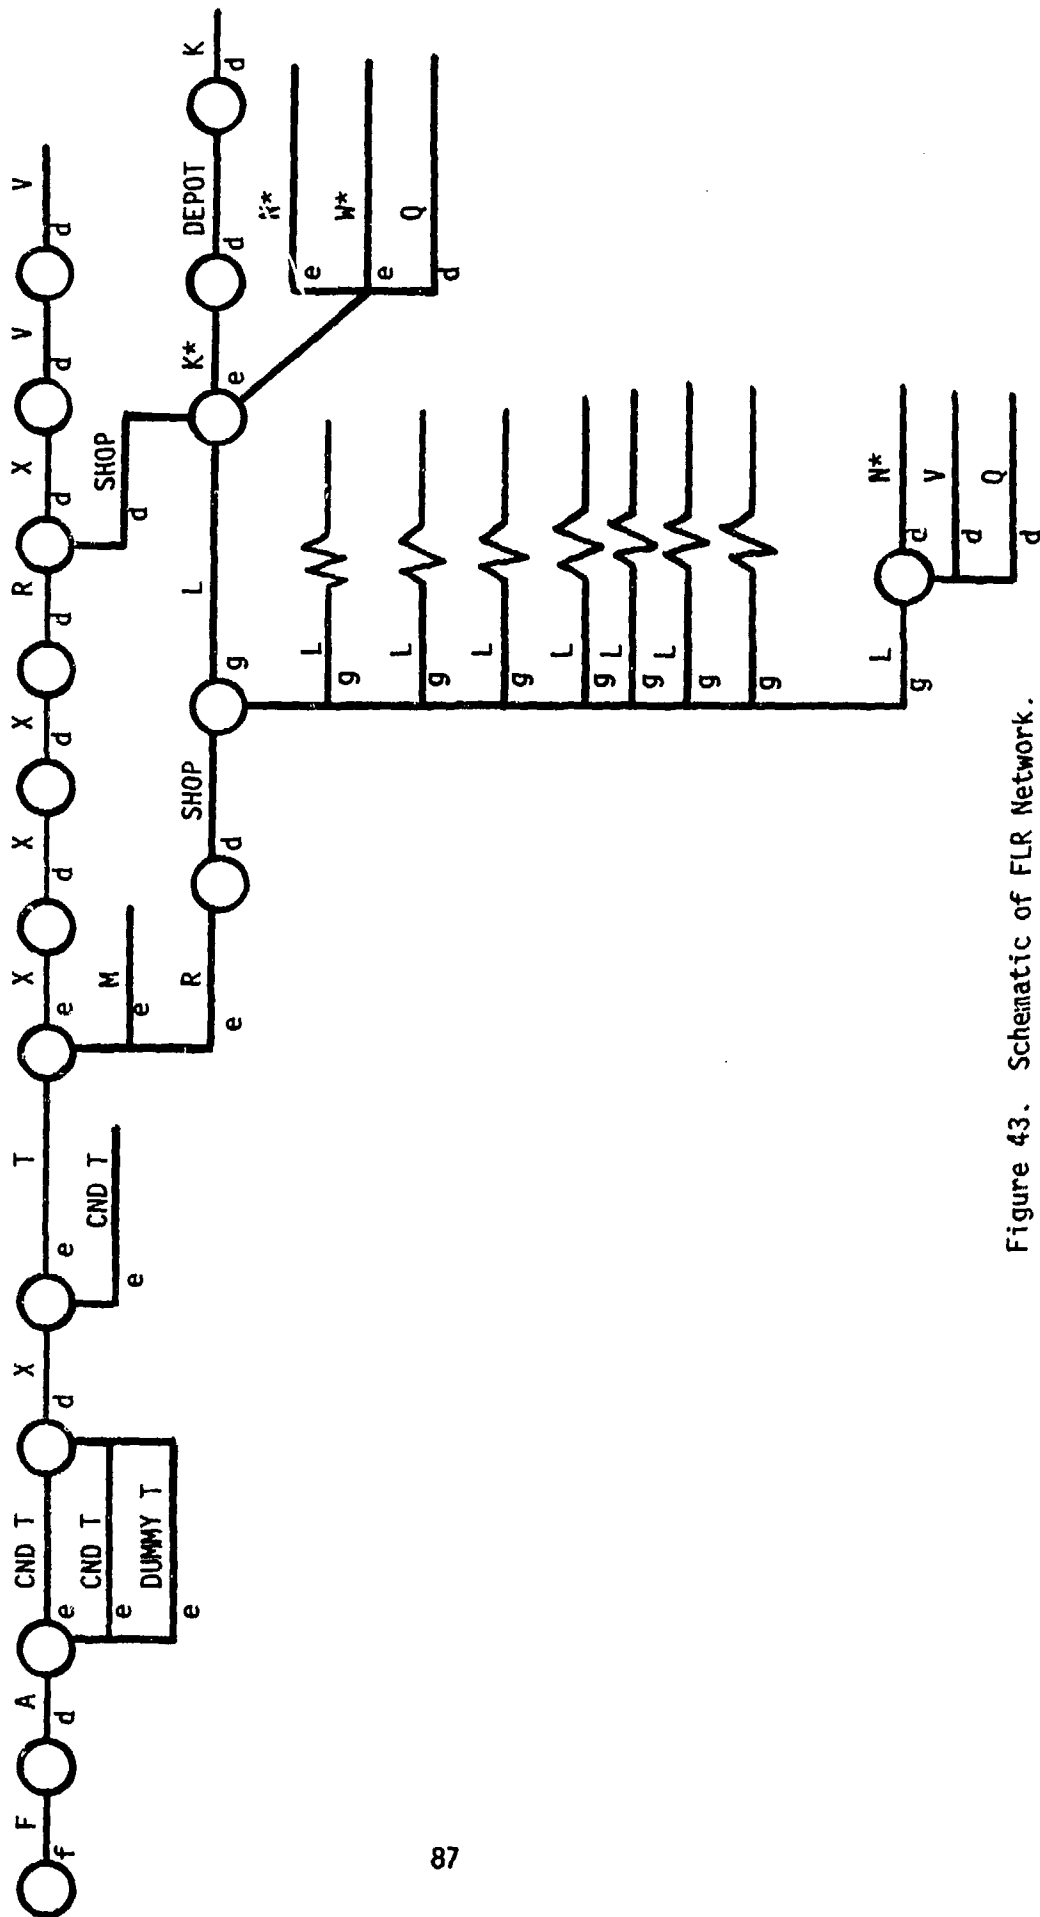 F A CND T X T X X X R X V V
f d e d e e d d d d d d
CND T CND T M SHOP
e e e d
DUMMY T R SHOP L K* DEPOT K
e e d g e d d
N*
e
W*
e
Q
d
L
g
L
g
L
g
L
g
L
g
L
g
g
L N*
g d
V
d
Q
d
Figure 43. Schematic of FLR Network.
87